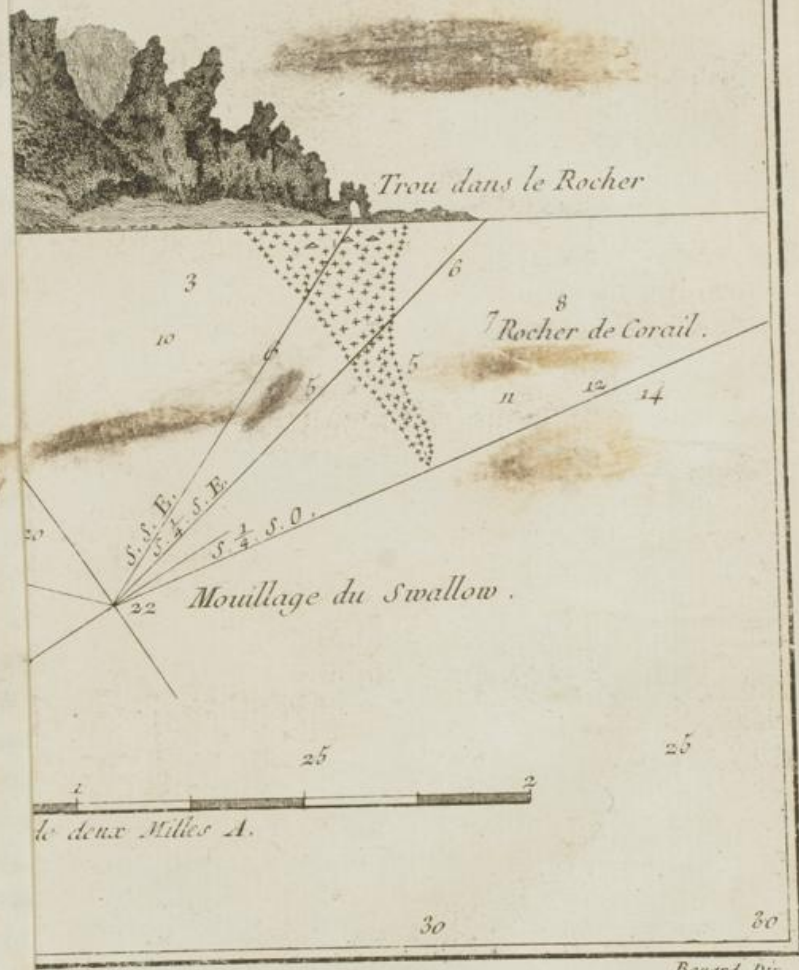 Trou dans le Rocher
3
6
8
7 Rocher de Corail.
10
6
5
5
11
12
14
S. S. E.
S. ¼. S. E.
S. ¼. S. O.
20
22 Mouillage du Swallow.
25
25
1
2
de deux Milles A.
30
30